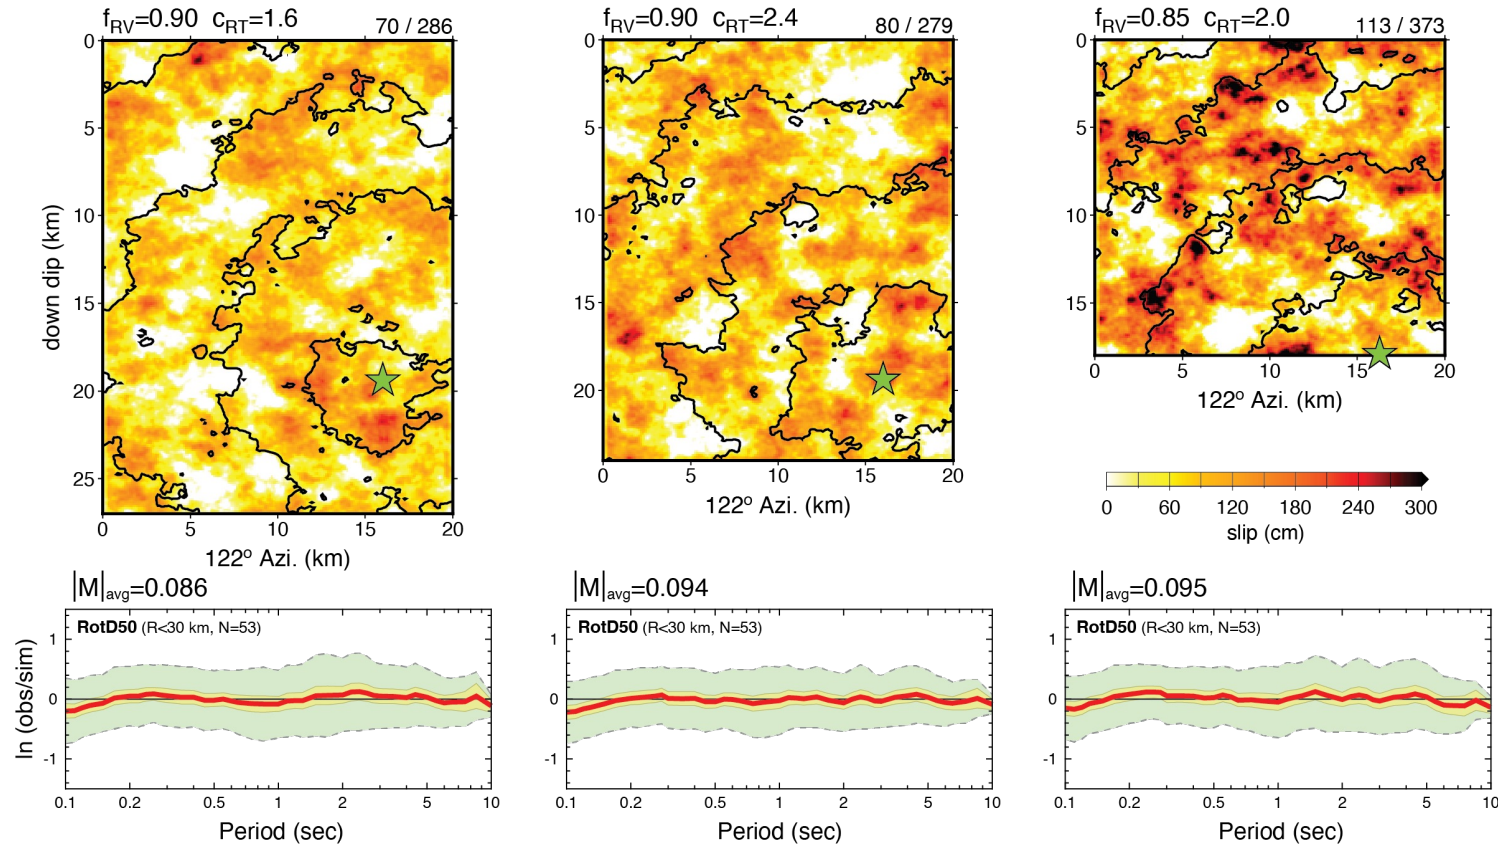 fRV=0.90 cRT=1.6 70 / 286
fRV=0.90 cRT=2.4 80 / 279
fRV=0.85 cRT=2.0 113 / 373
down dip (km)
0
5
10
15
20
25
0 5 10 15 20
122º Azi. (km)
0
5
10
15
20
0 5 10 15 20
122º Azi. (km)
0
5
10
15
5 10 15 20
122º Azi. (km)
0 60 120 180 240 300
slip (cm)
|M|avg=0.086
|M|avg=0.094
|M|avg=0.095
ln (obs/sim)
RotD50 (R<30 km, N=53)
1
0
-1
0.1 0.2 0.5 1 2 5 10
Period (sec)
RotD50 (R<30 km, N=53)
1
0
-1
0.1 0.2 0.5 1 2 5 10
Period (sec)
RotD50 (R<30 km, N=53)
1
0
-1
0.1 0.2 0.5 1 2 5 10
Period (sec)